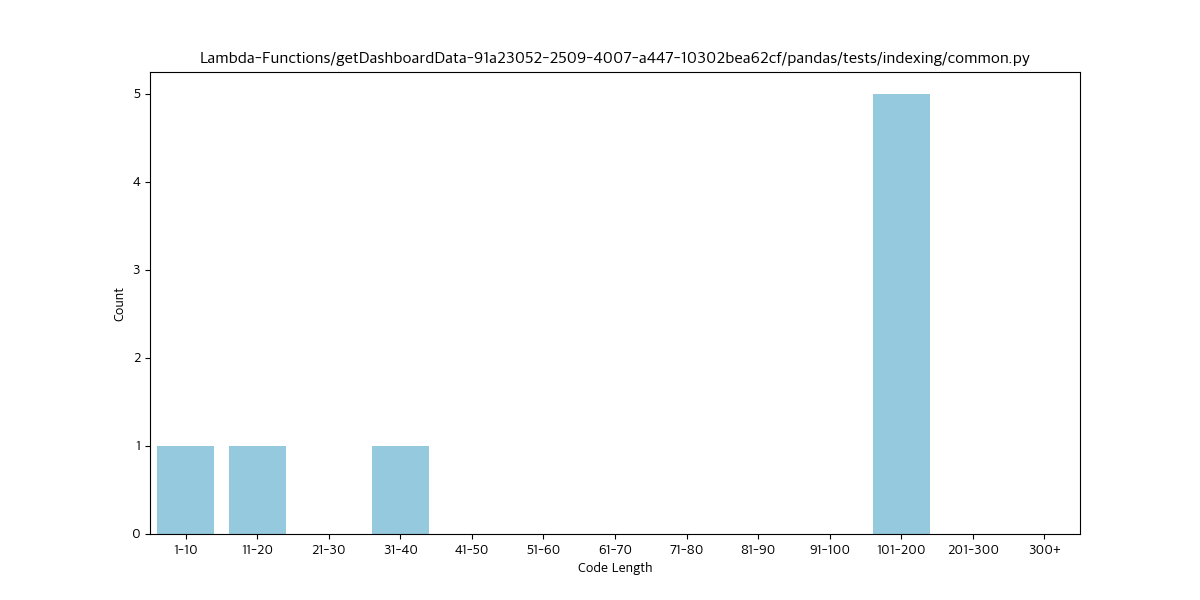 Lambda-Functions/getDashboardData-91a23052-2509-4007-a447-10302bea62cf/pandas/tests/indexing/common.py
5
4
3
2
1
0
Count
1-10 11-20 21-30 31-40 41-50 51-60 61-70 71-80 81-90 91-100 101-200 201-300 300+
Code Length